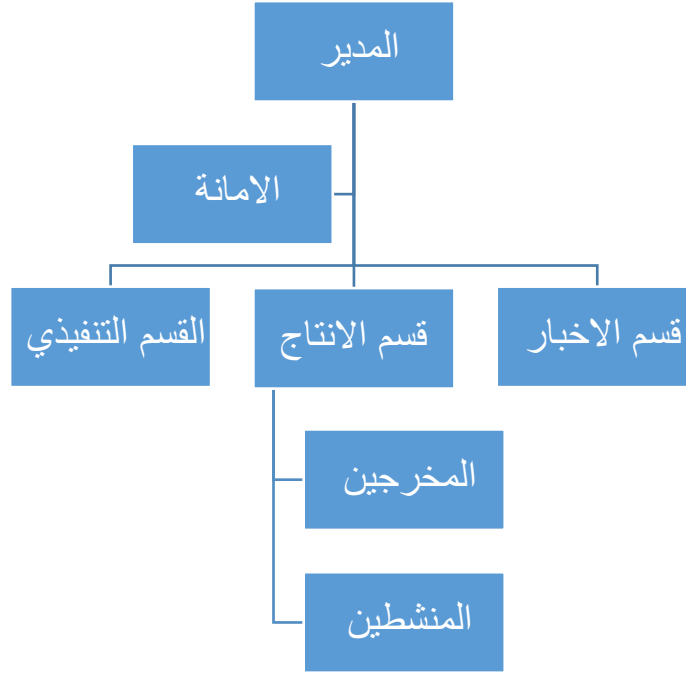 المدير
الامانة
قسم الاخبار
قسم الانتاج
القسم التنفيذي
المخرجين
المنشطين